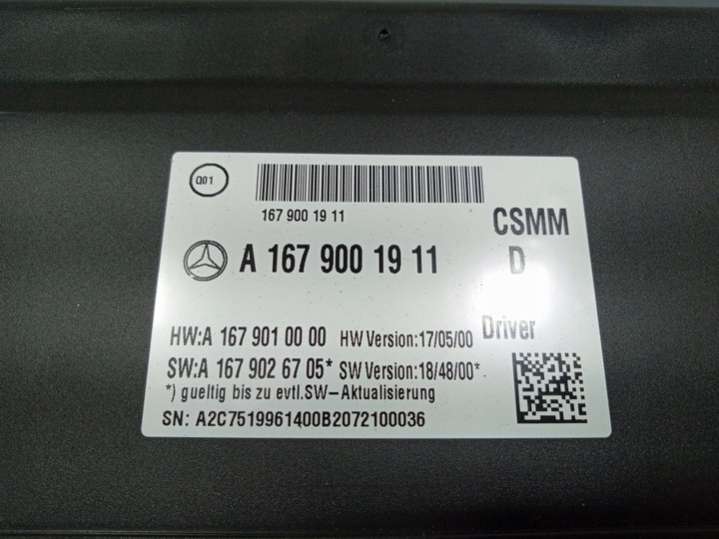 Q01
167 900 19 11
CSMM
A 167 900 19 11
D
HW:A 167 901 00 00 HW Version:17/05/00
Driver
SW:A 167 902 67 05* SW Version:18/48/00*
*) gueltig bis zu evtl.SW-Aktualisierung
SN: A2C7519961400B2072100036